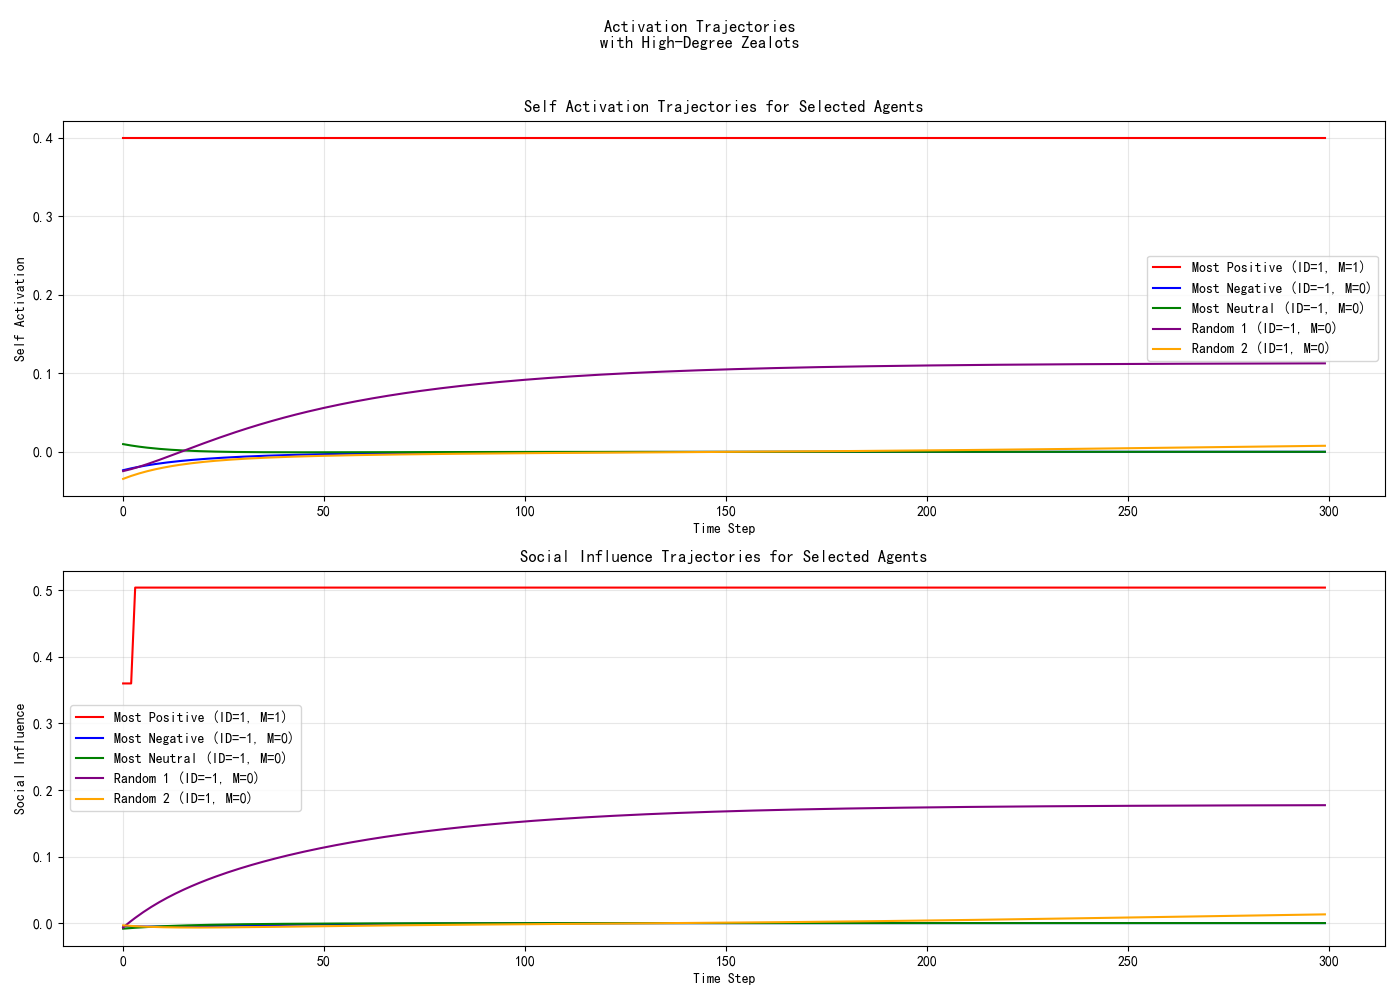 Activation Trajectories
with High-Degree Zealots
Self Activation Trajectories for Selected Agents
Self Activation
0.4
0.3
0.2
0.1
0.0
Most Positive (ID=1, M=1)
Most Negative (ID=-1, M=0)
Most Neutral (ID=-1, M=0)
Random 1 (ID=-1, M=0)
Random 2 (ID=1, M=0)
0 50 100 150 200 250 300
Time Step
Social Influence Trajectories for Selected Agents
Social Influence
0.5
0.4
0.3
0.2
0.1
0.0
Most Positive (ID=1, M=1)
Most Negative (ID=-1, M=0)
Most Neutral (ID=-1, M=0)
Random 1 (ID=-1, M=0)
Random 2 (ID=1, M=0)
0 50 100 150 200 250 300
Time Step